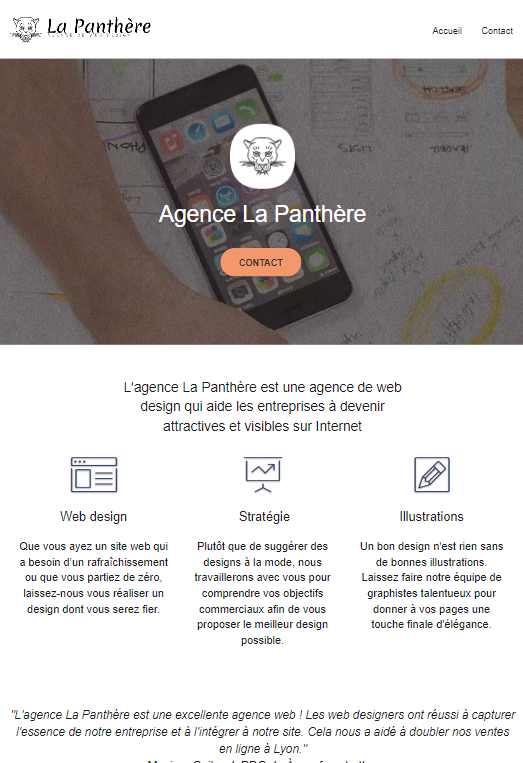 La Panthère
Accueil Contact
Agence La Panthère
CONTACT
L'agence La Panthère est une agence de web
design qui aide les entreprises à devenir
attractives et visibles sur Internet
Web design
Que vous ayez un site web qui
a besoin d'un rafraîchissement
ou que vous partiez de zéro,
laissez-nous vous réaliser un
design dont vous serez fier.
Stratégie
Plutôt que de suggérer des
designs à la mode, nous
travaillerons avec vous pour
comprendre vos objectifs
commerciaux afin de vous
proposer le meilleur design
possible.
Illustrations
Un bon design n'est rien sans
de bonnes illustrations.
Laissez faire notre équipe de
graphistes talentueux pour
donner à vos pages une
touche finale d'élégance.
"L'agence La Panthère est une excellente agence web ! Les web designers ont réussi à capturer
l'essence de notre entreprise et à l'intégrer à notre site. Cela nous a aidé à doubler nos ventes
en ligne à Lyon."